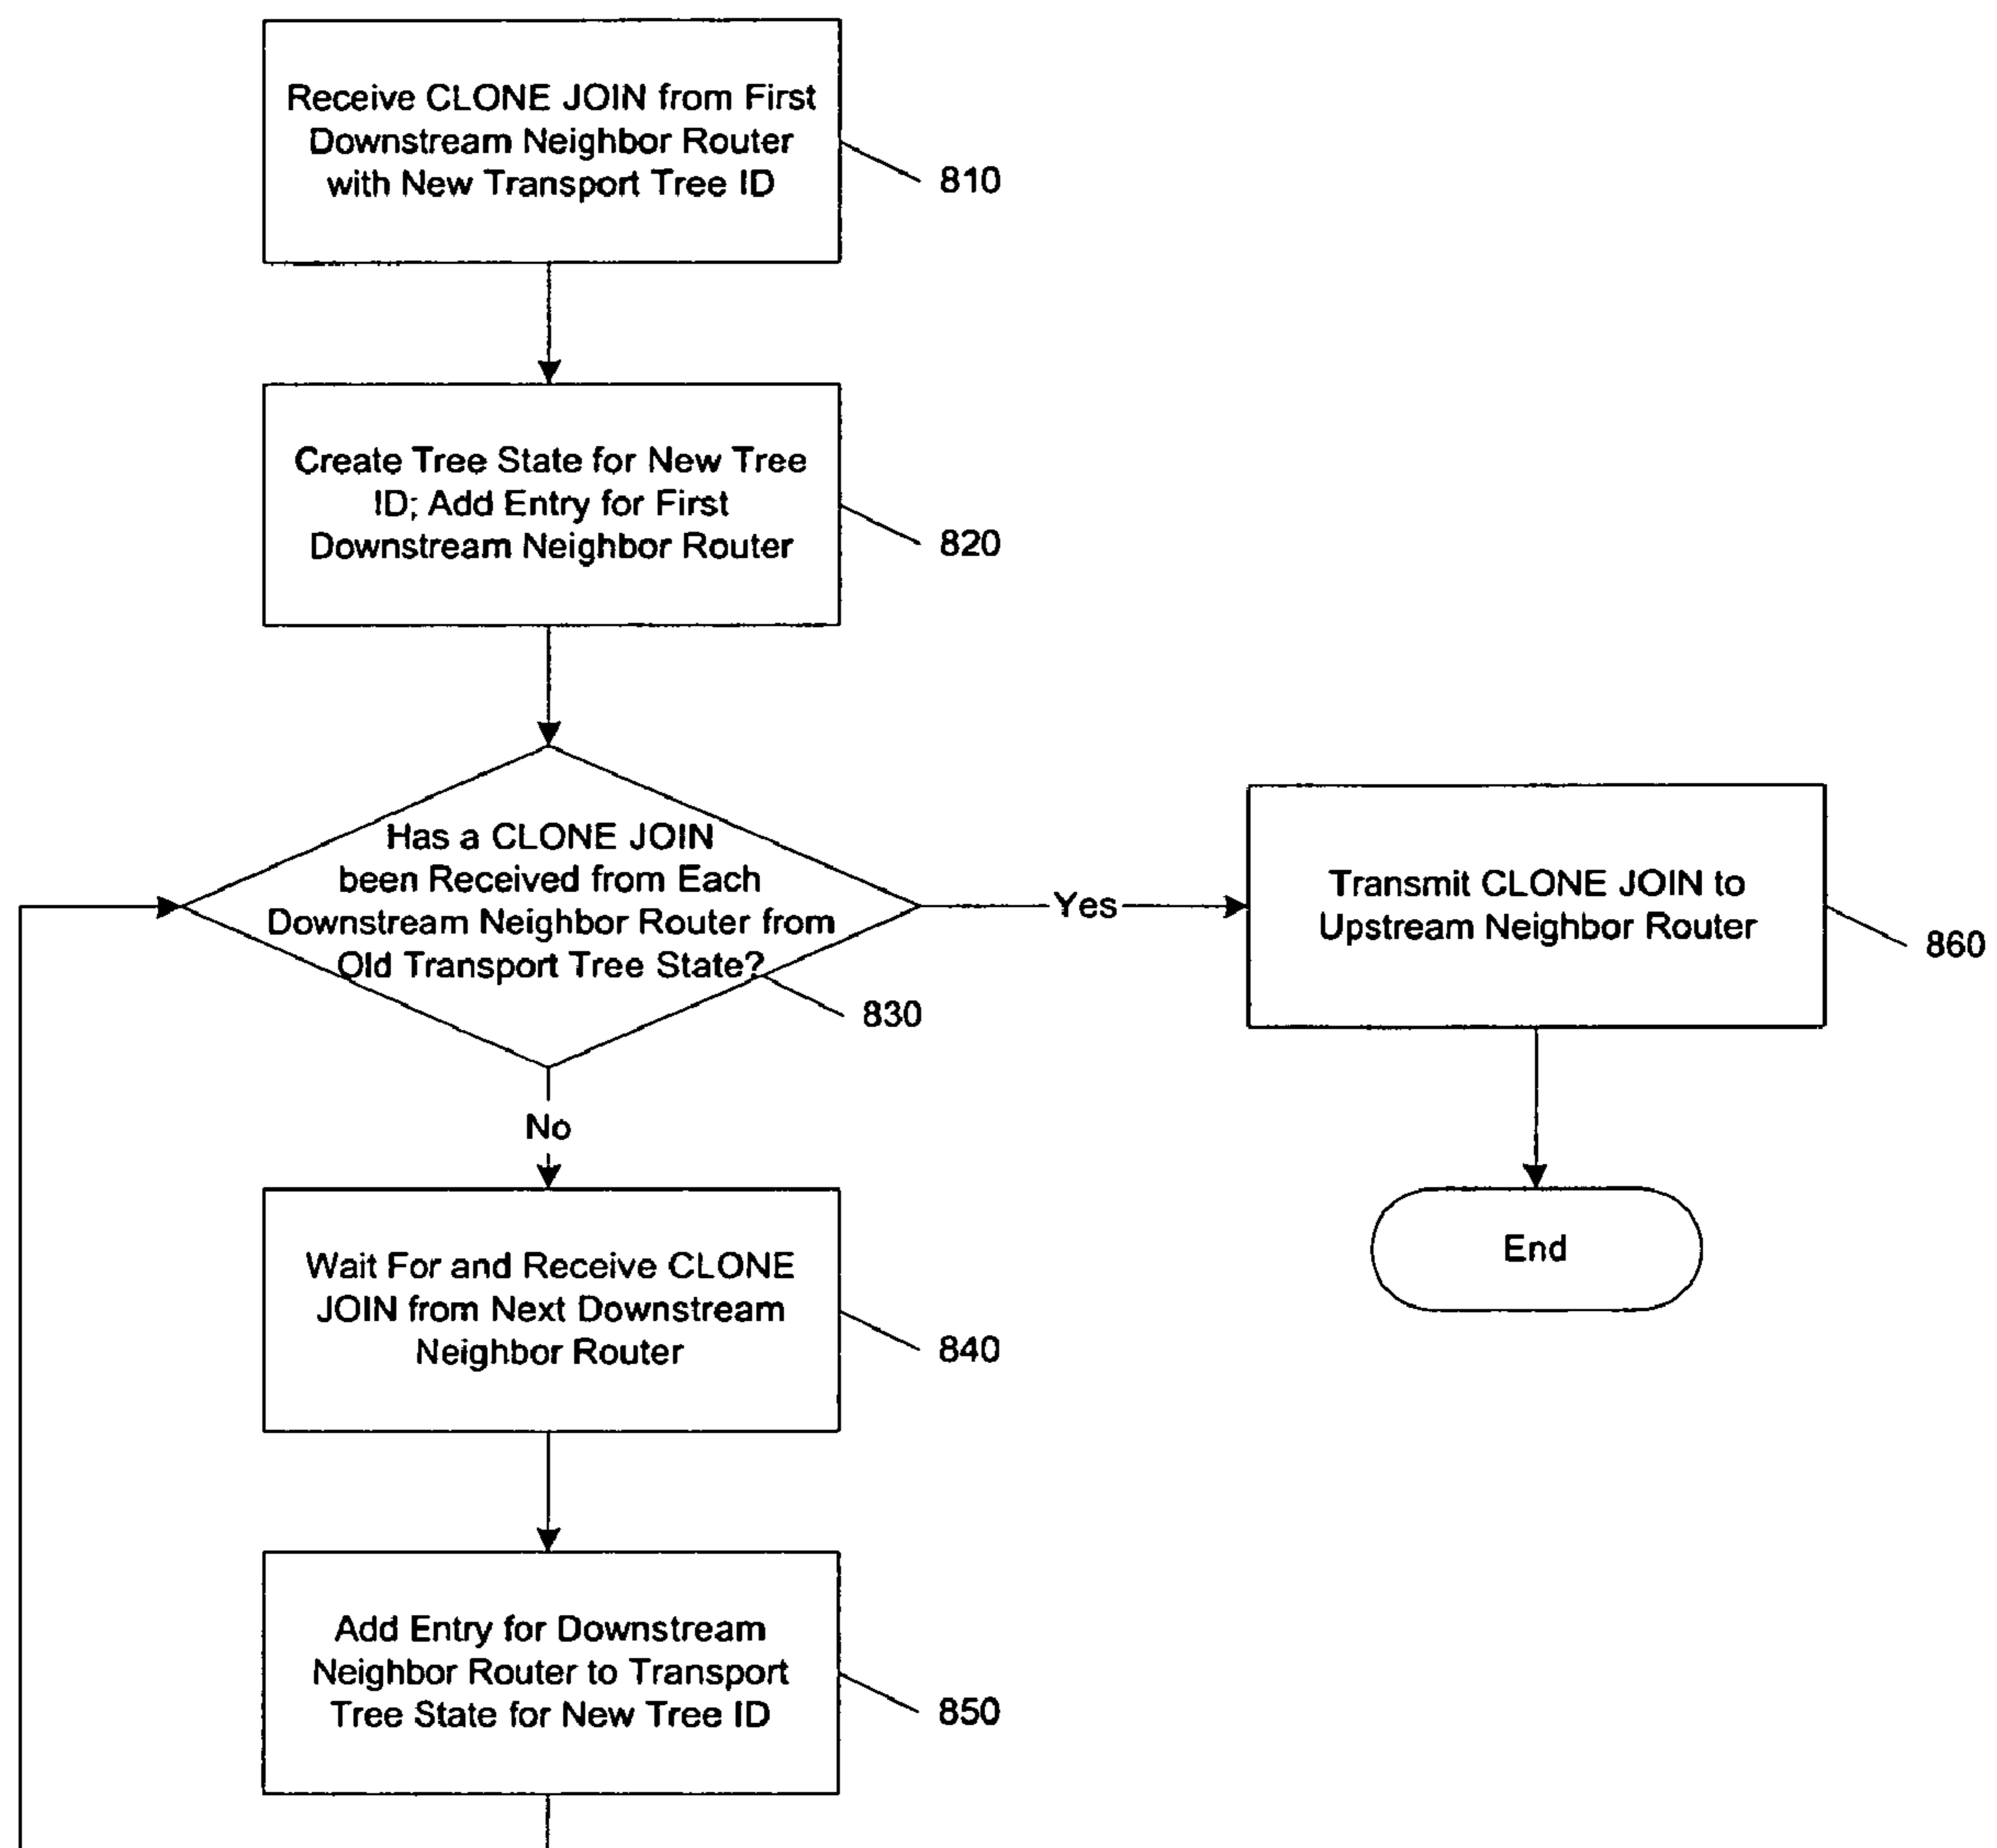 Receive CLONE JOIN from First
Downstream Neighbor Router
with New Transport Tree ID
810
Create Tree State for New Tree
ID; Add Entry for First
Downstream Neighbor Router
820
Has a CLONE JOIN
been Received from Each
Downstream Neighbor Router from
Old Transport Tree State?
830
Yes
Transmit CLONE JOIN to
Upstream Neighbor Router
860
No
End
Wait For and Receive CLONE
JOIN from Next Downstream
Neighbor Router
840
Add Entry for Downstream
Neighbor Router to Transport
Tree State for New Tree ID
850